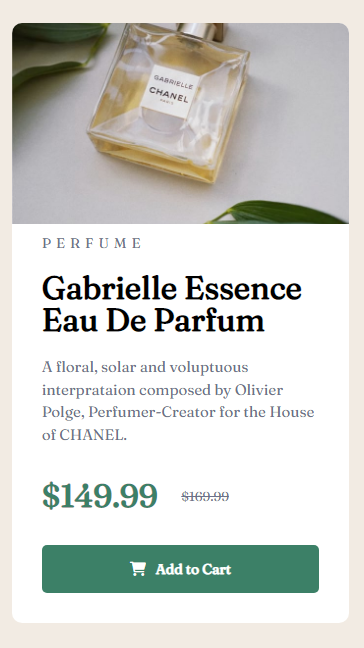 GABRIELLE
CHANEL
PARIS
PERFUME
Gabrielle Essence
Eau De Parfum
A floral, solar and voluptuous
interprataion composed by Olivier
Polge, Perfumer-Creator for the House
of CHANEL.
$149.99 $169.99
Add to Cart